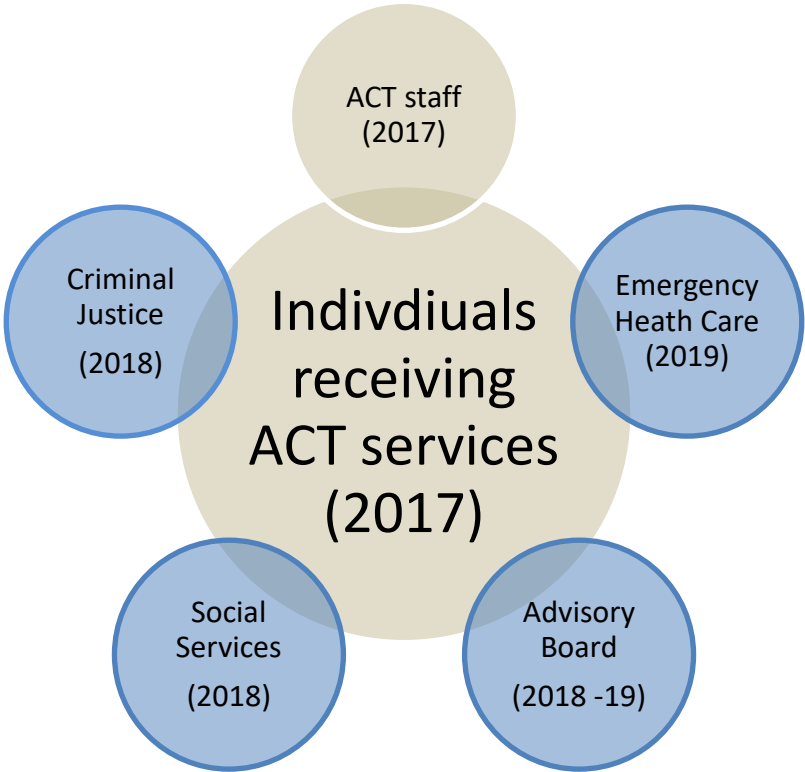 ACT staff
(2017)
Criminal
Justice
(2018)
Emergency
Heath Care
(2019)
Indivdiuals
receiving
ACT services
(2017)
Social
Services
(2018)
Advisory
Board
(2018 -19)